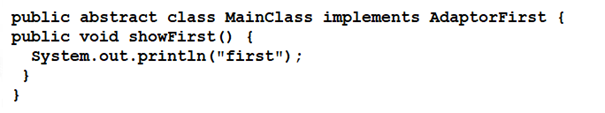 public abstract class MainClass implements AdaptorFirst {
public void showFirst() {
System.out.println("first");
}
}